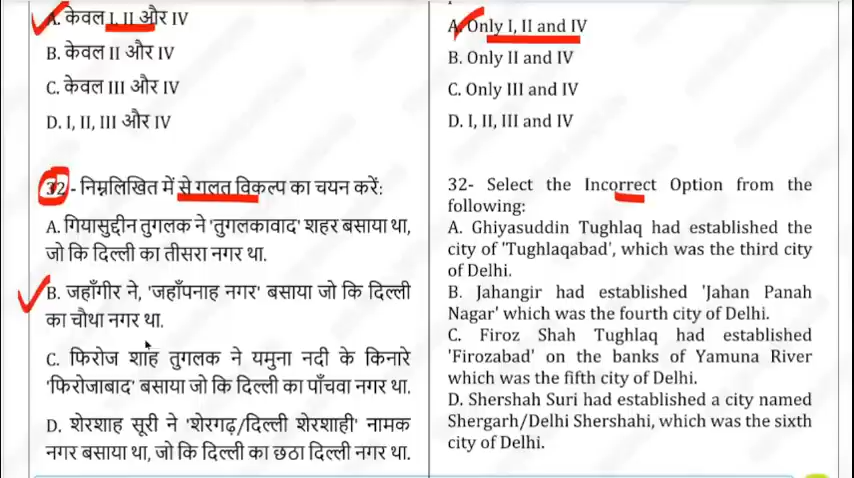 A. केवल I, II और IV
B. केवल II और IV
C. केवल III और IV
D. I, II, III और IV
32 - निम्नलिखित में से गलत विकल्प का चयन करें:
A. गियासुद्दीन तुगलक ने 'तुगलकावाद' शहर बसाया था,
जो कि दिल्ली का तीसरा नगर था.
B. जहाँगीर ने, 'जहाँपनाह नगर' बसाया जो कि दिल्ली
का चौथा नगर था.
C. फिरोज शाह तुगलक ने यमुना नदी के किनारे
'फिरोजाबाद' बसाया जो कि दिल्ली का पाँचवा नगर था.
D. शेरशाह सूरी ने 'शेरगढ़/दिल्ली शेरशाही' नामक
नगर बसाया था, जो कि दिल्ली का छठा दिल्ली नगर था.
A. Only I, II and IV
B. Only II and IV
C. Only III and IV
D. I, II, III and IV
32- Select the Incorrect Option from the
following:
A. Ghiyasuddin Tughlaq had established the
city of 'Tughlaqabad', which was the third city
of Delhi.
B. Jahangir had established 'Jahan Panah
Nagar' which was the fourth city of Delhi.
C. Firoz Shah Tughlaq had established
'Firozabad' on the banks of Yamuna River
which was the fifth city of Delhi.
D. Shershah Suri had established a city named
Shergarh/Delhi Shershahi, which was the sixth
city of Delhi.